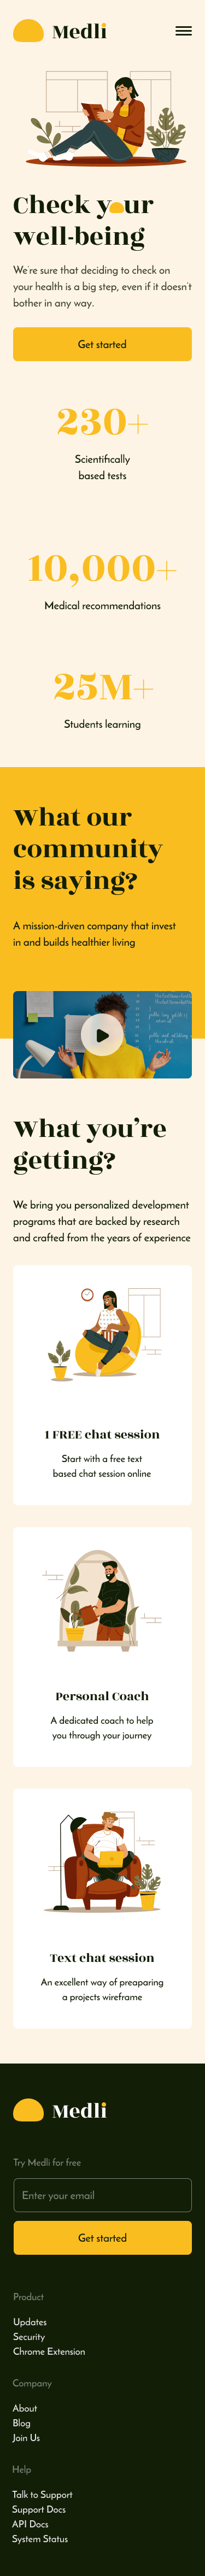 Medli
Check your
well-being
We're sure that deciding to check on
your health is a big step, even if it doesn't
bother in any way.
Get started
230+
Scientifically
based tests
10,000+
Medical recommendations
25M+
Students learning
What our
community
is saying?
A mission-driven company that invest
in and builds healthier living
What you're
getting?
We bring you personalized development
programs that are backed by research
and crafted from the years of experience
1 FREE chat session
Start with a free text
based chat session online
Personal Coach
A dedicated coach to help
you through your journey
Text chat session
An excellent way of preaparing
a projects wireframe
Medli
Try Medli for free
Enter your email
Get started
Product
Updates
Security
Chrome Extension
Company
About
Blog
Join Us
Help
Talk to Support
Support Docs
API Docs
System Status